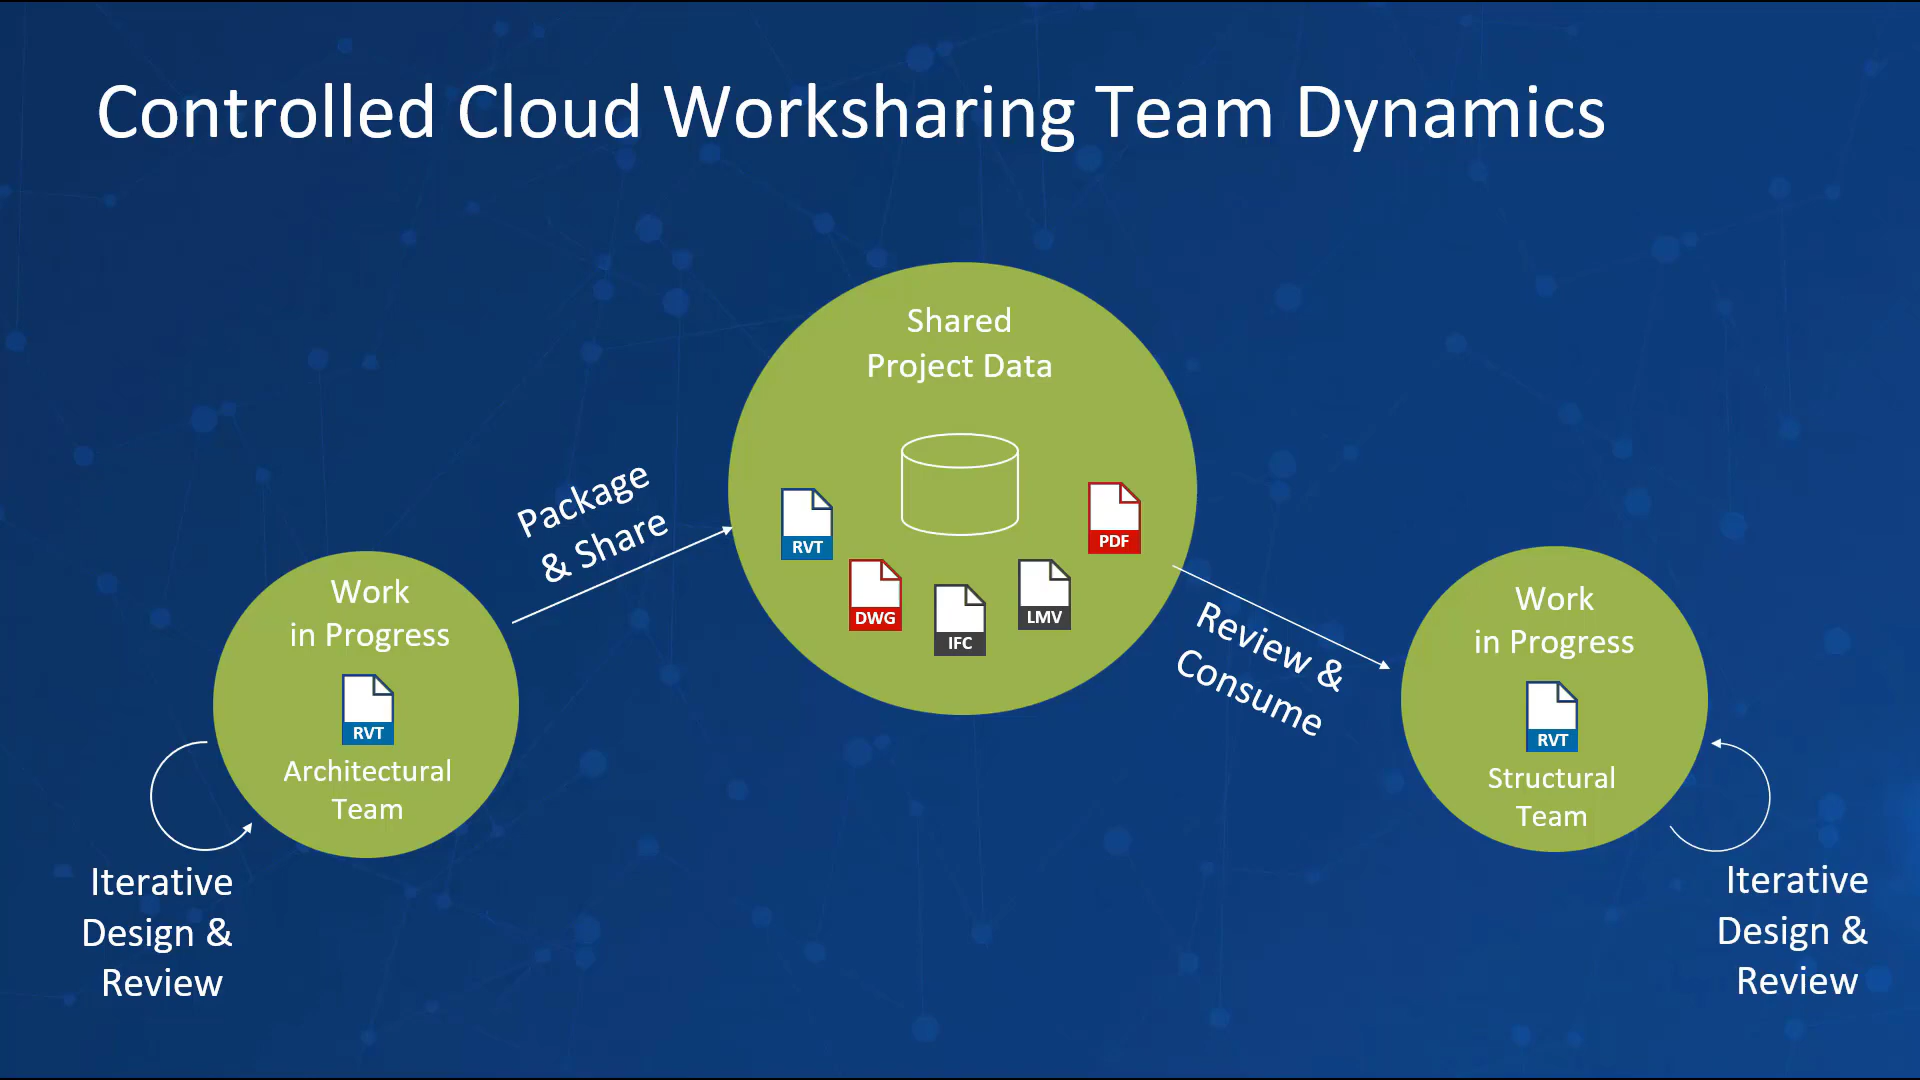 Controlled Cloud Worksharing Team Dynamics
Shared
Project Data
RVT
DWG
IFC
LMV
PDF
Package
& Share
Review &
Consume
Work
in Progress
RVT
Architectural
Team
Iterative
Design &
Review
Work
in Progress
RVT
Structural
Team
Iterative
Design &
Review